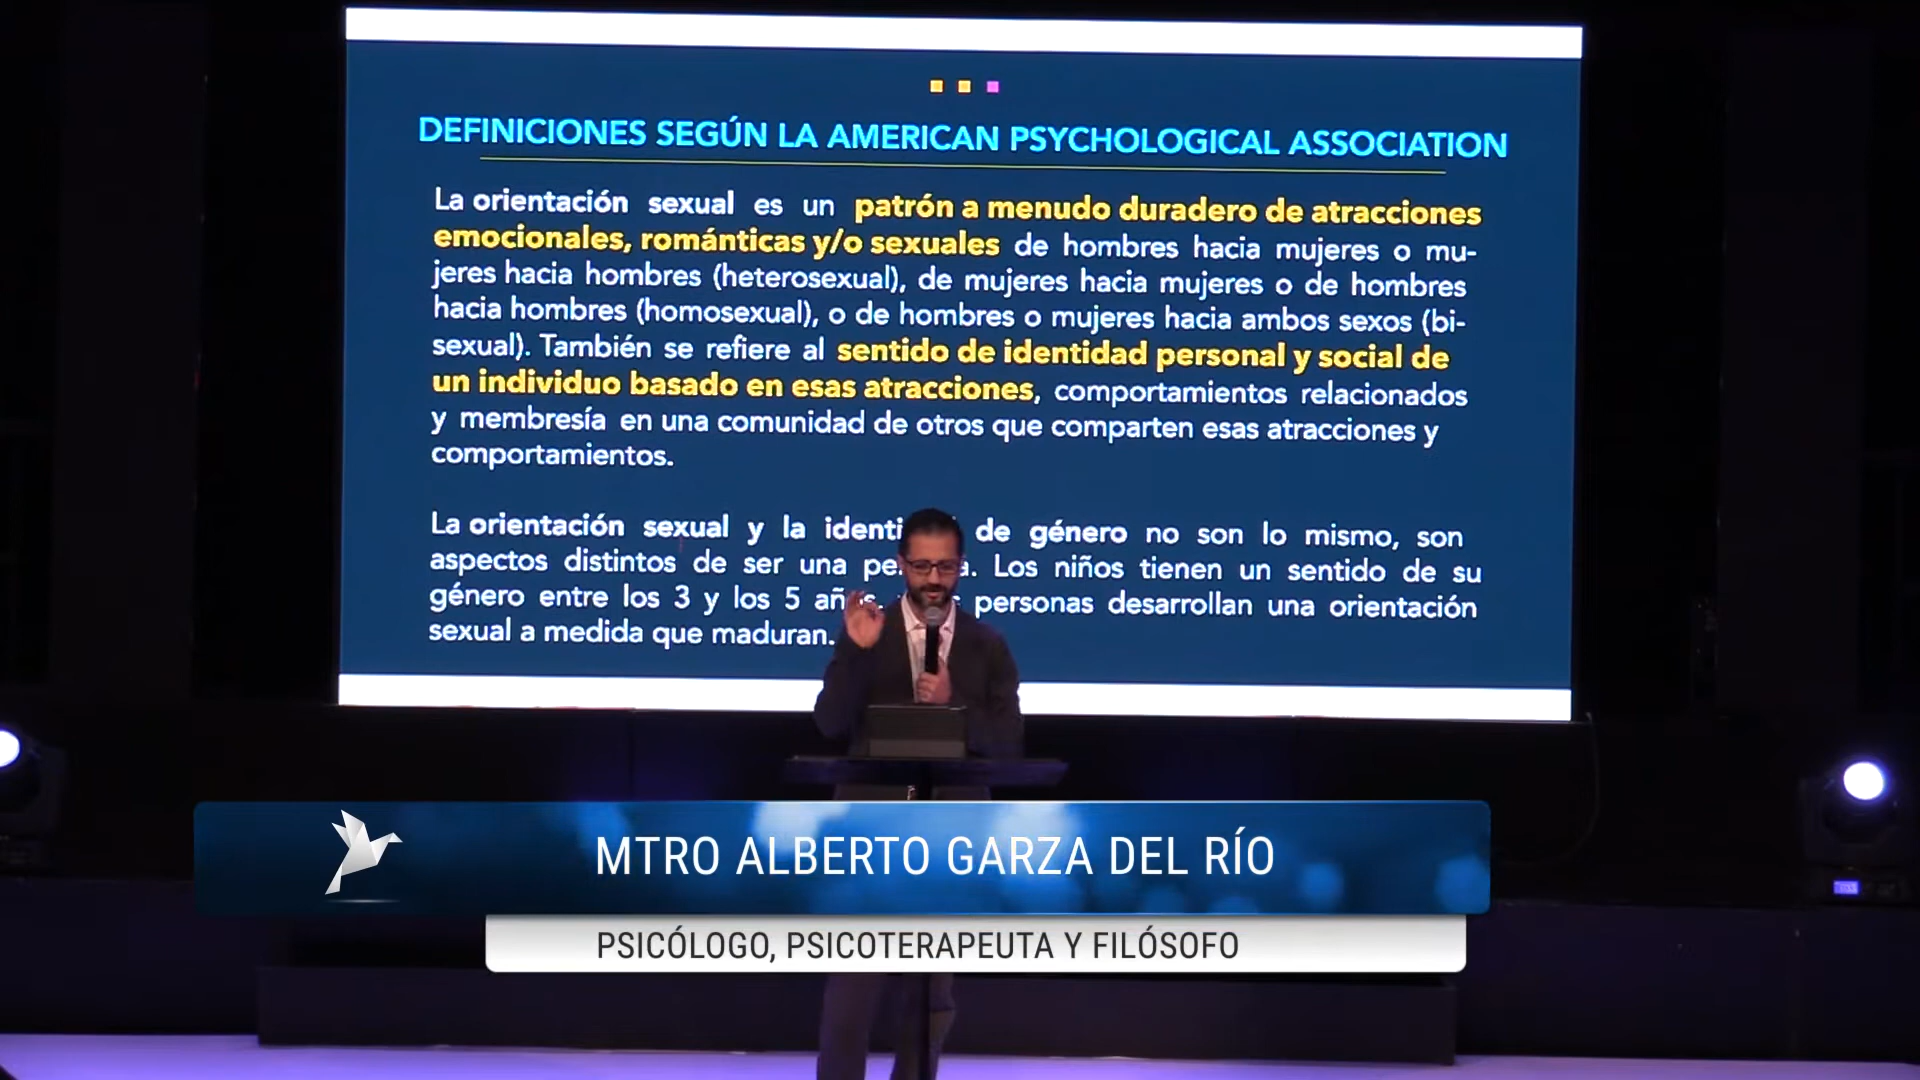 DEFINICIONES SEGÚN LA AMERICAN PSYCHOLOGICAL ASSOCIATION
La orientación sexual es un patrón a menudo duradero de atracciones
emocionales, románticas y/o sexuales de hombres hacia mujeres o mu-
jeres hacia hombres (heterosexual), de mujeres hacia mujeres o de hombres
hacia hombres (homosexual), o de hombres o mujeres hacia ambos sexos (bi-
sexual). También se refiere al sentido de identidad personal y social de
un individuo basado en esas atracciones, comportamientos relacionados
y membresía en una comunidad de otros que comparten esas atracciones y
comportamientos.
La orientación sexual y la de género no son lo mismo, son
aspectos distintos de ser una Los niños tienen un sentido de su
género entre los 3 y los 5 personas desarrollan una orientación
sexual a medida que maduran.
MTRO ALBERTO GARZA DEL RÍO
PSICÓLOGO, PSICOTERAPEUTA Y FILÓSOFO